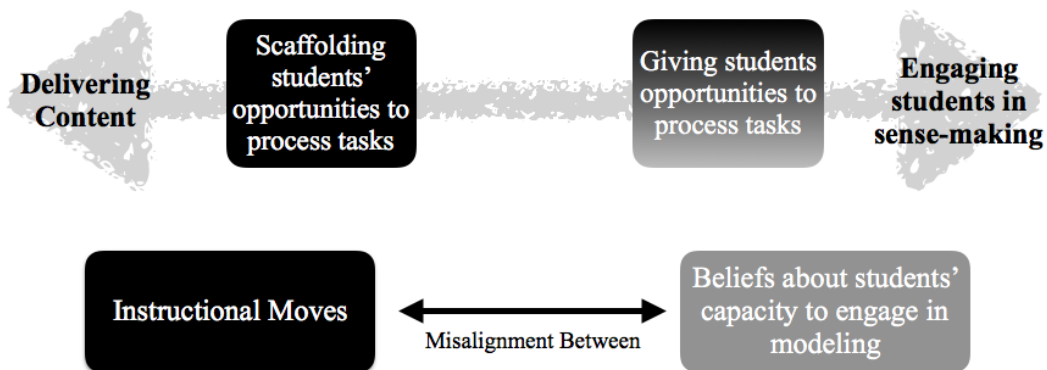 Delivering
Content
Scaffolding
students’
opportunities to
process tasks
Giving students
opportunities to
process tasks
Engaging
students in
sense-making
Instructional Moves
Misalignment Between
Beliefs about students’
capacity to engage in
modeling